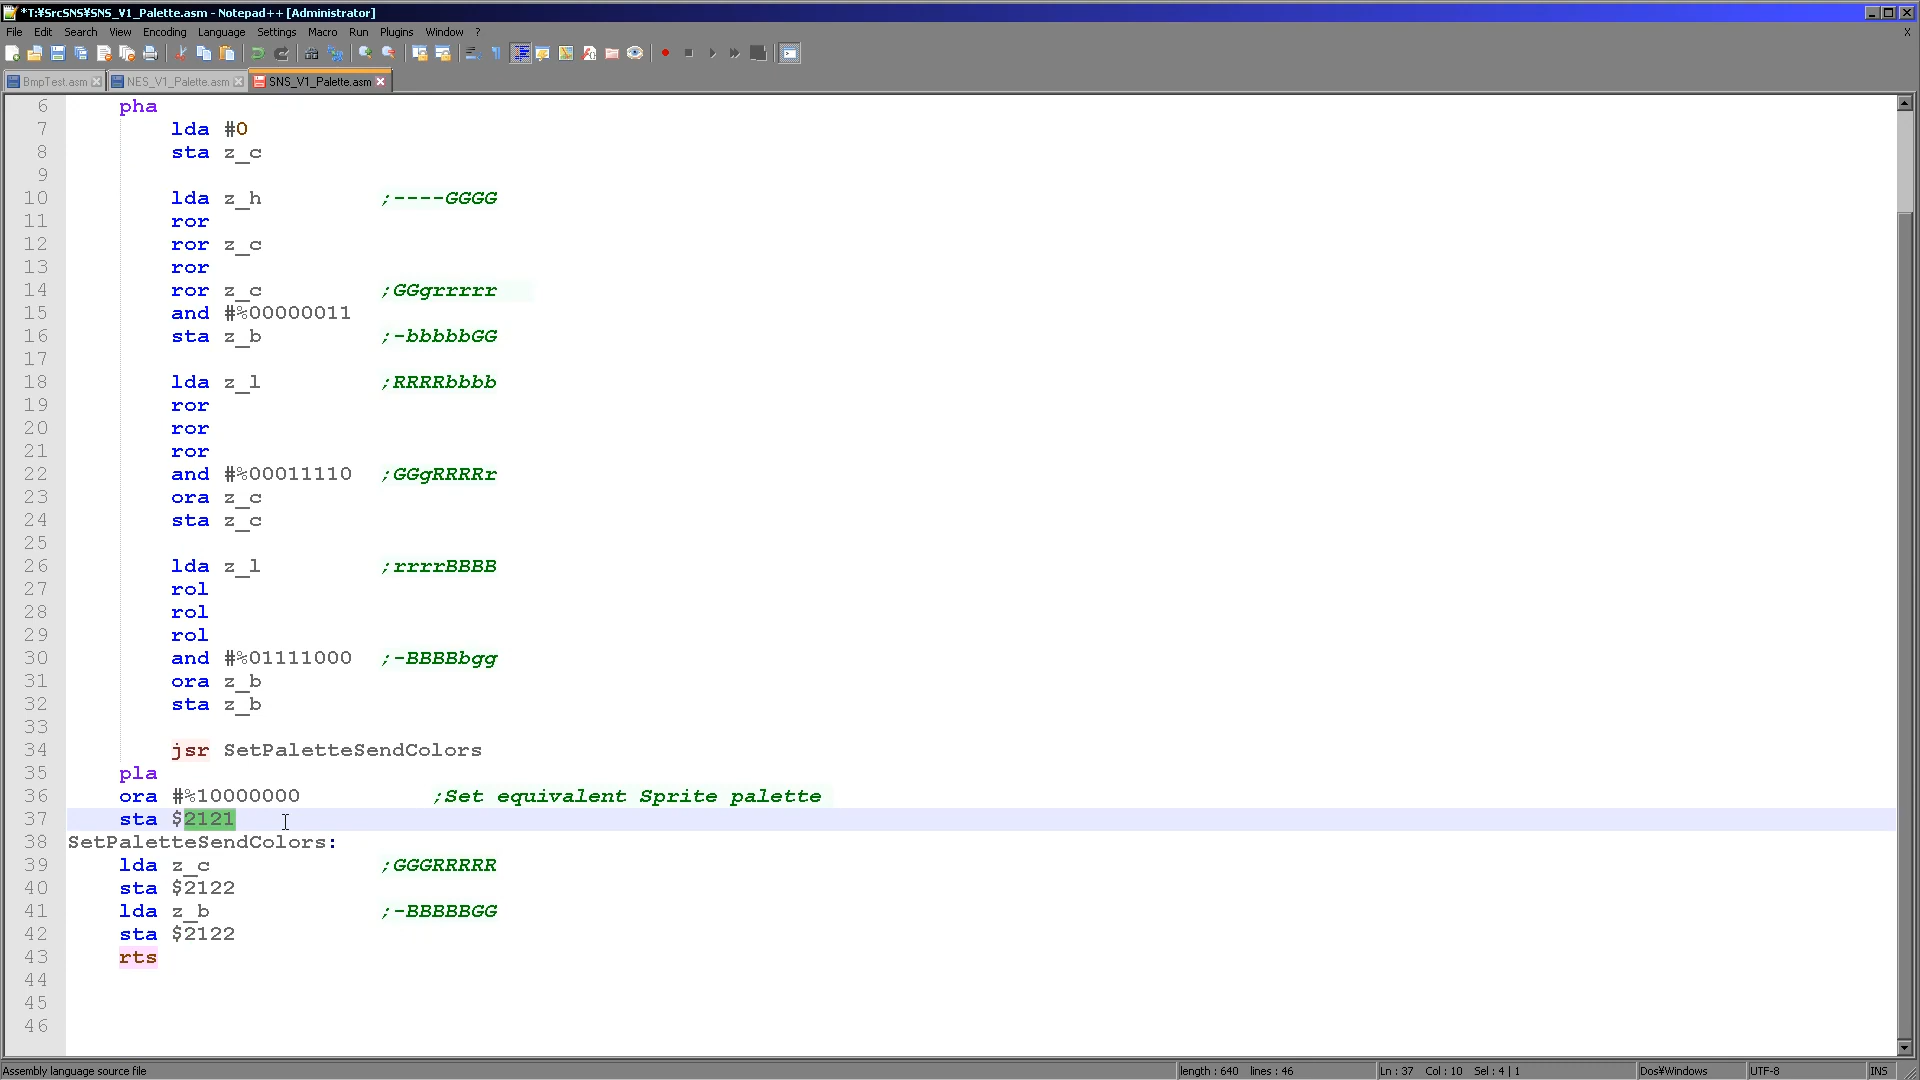 *T:¥SrcSNS¥SNS_V1_Palette.asm - Notepad++ [Administrator]
File Edit Search View Encoding Language Settings Macro Run Plugins Window ? X
BmpTest.asm NES_V1_Palette.asm SNS_V1_Palette.asm
6 pha
7 lda #0
8 sta z_c
9
10 lda z_h ;----GGGG
11 ror
12 ror z_c
13 ror
14 ror z_c ;GGgrrrrr
15 and #%00000011
16 sta z_b ;-bbbbbGG
17
18 lda z_l ;RRRRbbbb
19 ror
20 ror
21 ror
22 and #%00011110 ;GGgRRRRr
23 ora z_c
24 sta z_c
25
26 lda z_l ;rrrrBBBB
27 rol
28 rol
29 rol
30 and #%01111000 ;-BBBBbgg
31 ora z_b
32 sta z_b
33
34 jsr SetPaletteSendColors
35 pla
36 ora #%10000000 ;Set equivalent Sprite palette
37 sta $2121
38 SetPaletteSendColors:
39 lda z_c ;GGGRRRRR
40 sta $2122
41 lda z_b ;-BBBBBGG
42 sta $2122
43 rts
44
45
46
Assembly language source file length : 640 lines : 46 Ln : 37 Col : 10 Sel : 4 | 1 Dos¥Windows UTF-8 INS